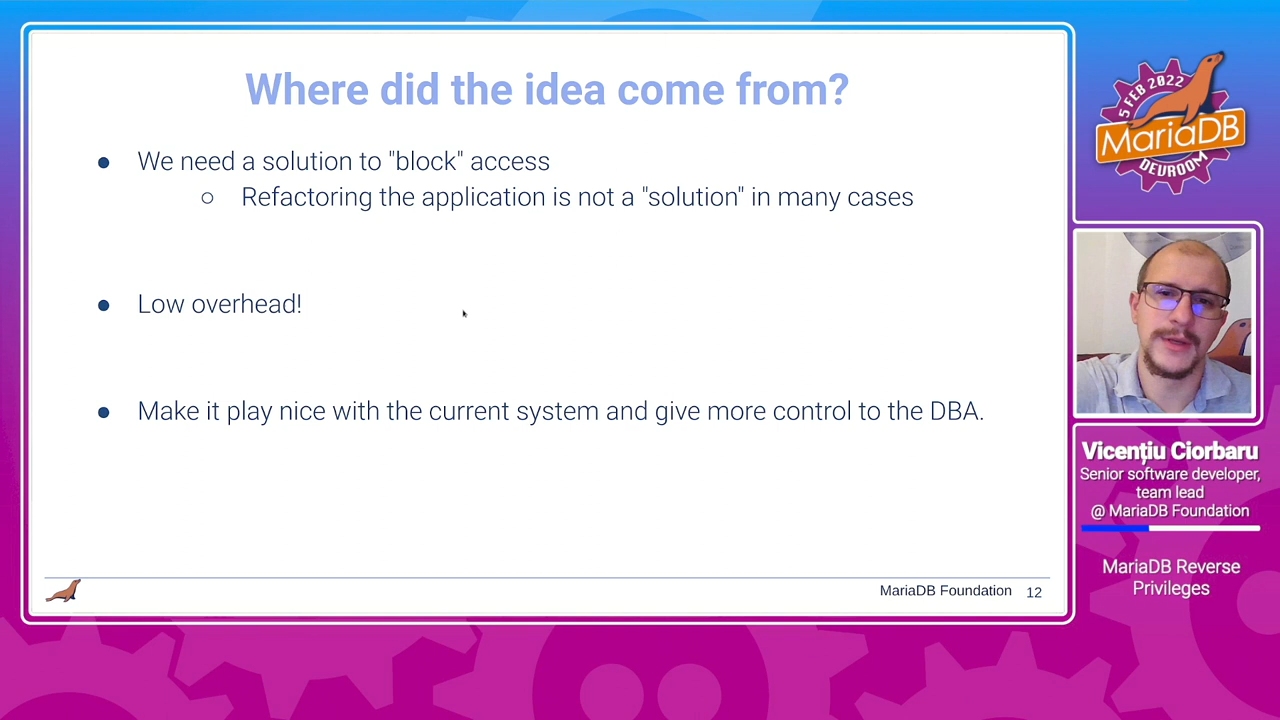 Where did the idea come from?
● We need a solution to "block" access
○ Refactoring the application is not a "solution" in many cases
● Low overhead!
● Make it play nice with the current system and give more control to the DBA.
MariaDB Foundation 12
5 FEB 2022
MariaDB
DEVROOM
Vicențiu Ciorbaru
Senior software developer,
team lead
@ MariaDB Foundation
MariaDB Reverse
Privileges